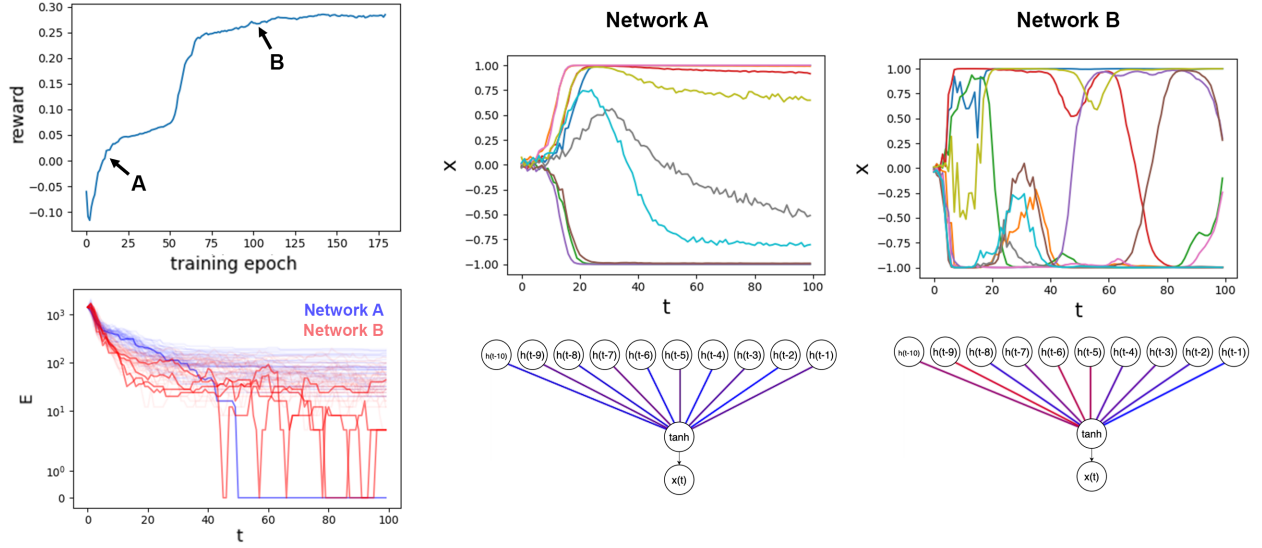 0.30
0.25
0.20
0.15
0.10
0.05
0.00
−0.05
−0.10
reward
A
B
0 25 50 75 100 125 150 175
training epoch
10³
10²
10¹
10⁰
0
E
Network A
Network B
0 20 40 60 80 100
t
Network A
1.00
0.75
0.50
0.25
0.00
−0.25
−0.50
−0.75
−1.00
X
0 20 40 60 80 100
t
h(t-10) h(t-9) h(t-8) h(t-7) h(t-6) h(t-5) h(t-4) h(t-3) h(t-2) h(t-1)
tanh
x(t)
Network B
1.00
0.75
0.50
0.25
0.00
−0.25
−0.50
−0.75
−1.00
X
0 20 40 60 80 100
t
h(t-10) h(t-9) h(t-8) h(t-7) h(t-6) h(t-5) h(t-4) h(t-3) h(t-2) h(t-1)
tanh
x(t)